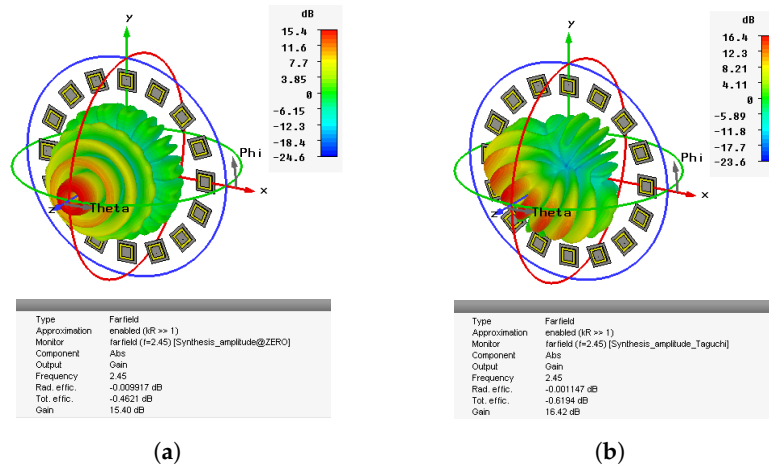 y
Phi
x
Theta
z
dB
15.4
11.6
7.7
3.85
0
-6.15
-12.3
-18.5
-24.6
Type Farfield
Approximation enabled (kR >> 1)
Monitor farfield (f=2.45) [Synthesis_amplitude@ZERO]
Component Abs
Output Gain
Frequency 2.45
Rad. effic. -0.009917 dB
Tot. effic. -0.4621 dB
Gain 15.40 dB
(a)
y
Phi
x
Theta
z
dB
16.4
12.3
8.21
4.11
0
-5.89
-11.8
-17.7
-23.6
Type Farfield
Approximation enabled (kR >> 1)
Monitor farfield (f=2.45) [Synthesis_amplitude_Taguchi]
Component Abs
Output Gain
Frequency 2.45
Rad. effic. -0.001147 dB
Tot. effic. -0.6194 dB
Gain 16.42 dB
(b)